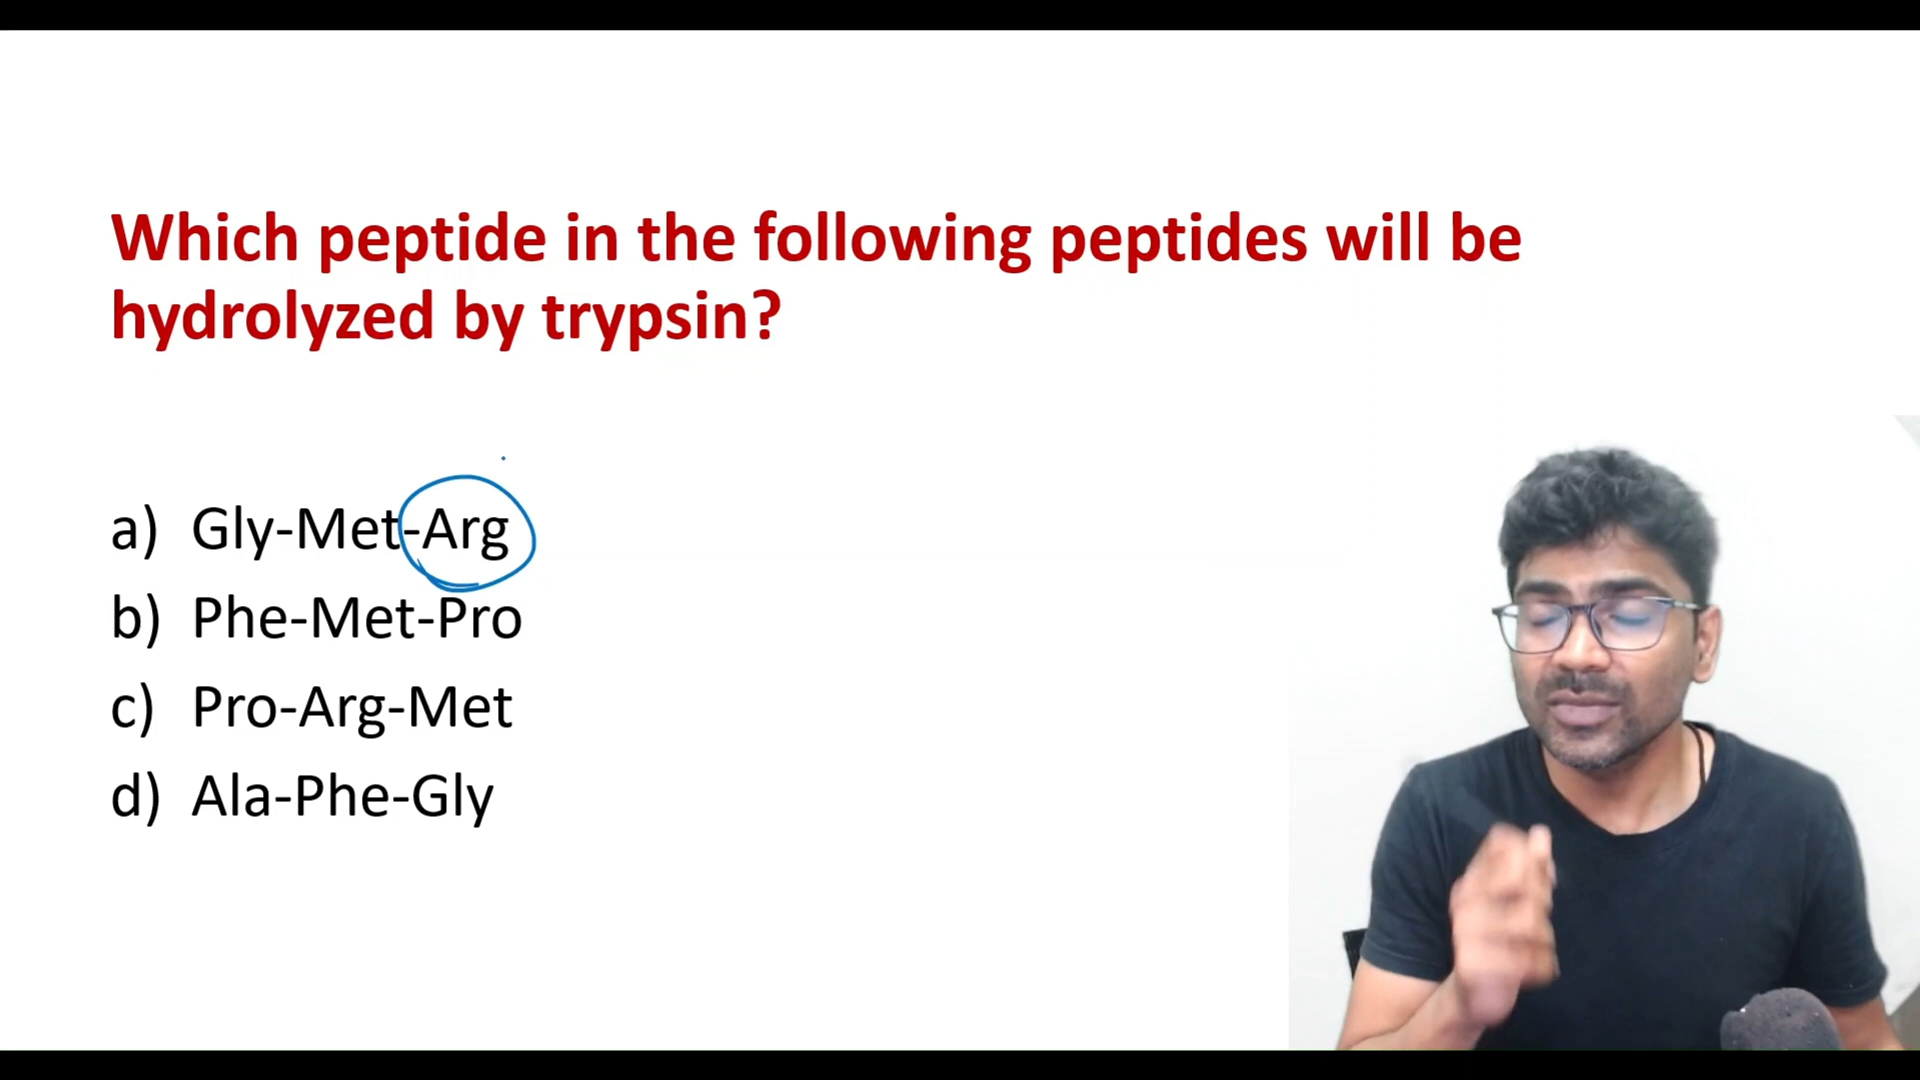 Which peptide in the following peptides will be
hydrolyzed by trypsin?
a) Gly-Met-Arg
b) Phe-Met-Pro
c) Pro-Arg-Met
d) Ala-Phe-Gly